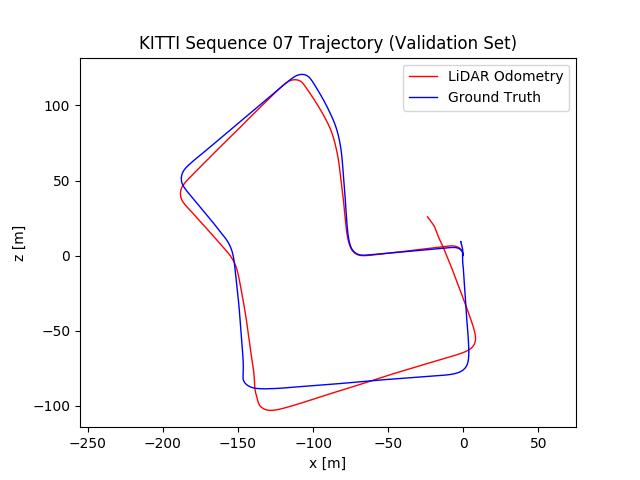 KITTI Sequence 07 Trajectory (Validation Set)
LiDAR Odometry
Ground Truth
z [m]
100
50
0
−50
−100
−250 −200 −150 −100 −50 0 50
x [m]